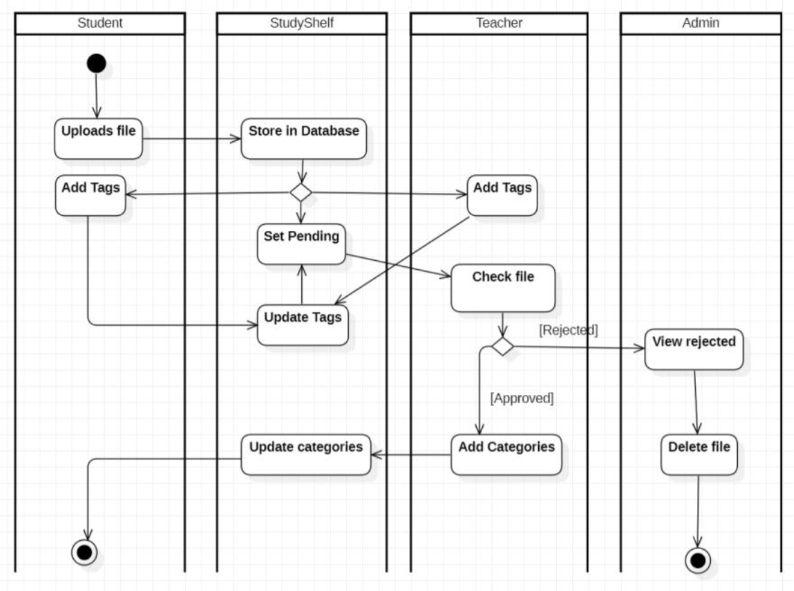 Student
StudyShelf
Teacher
Admin
Uploads file
Store in Database
Add Tags
Add Tags
Set Pending
Check file
Update Tags
[Rejected]
View rejected
[Approved]
Update categories
Add Categories
Delete file